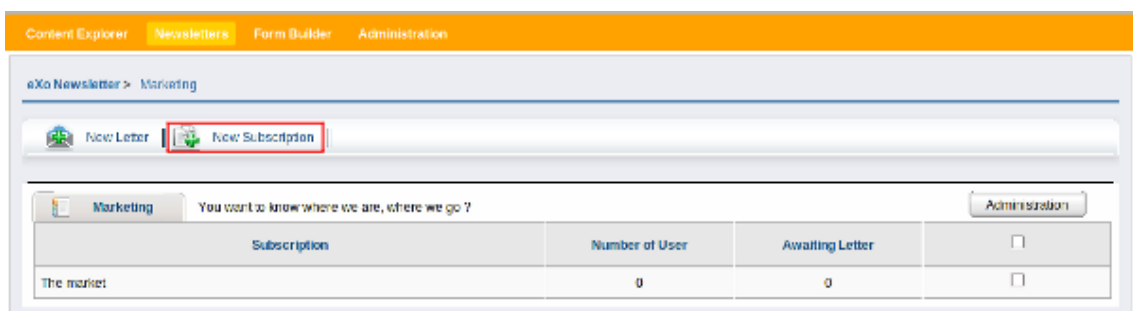 Content Explorer Newsletters Form Builder Administration
eXo Newsletter > Marketing
New Letter New Subscription
Marketing You want to know where we are, where we go ? Administration
Subscription Number of User Awaiting Letter
The market 0 0